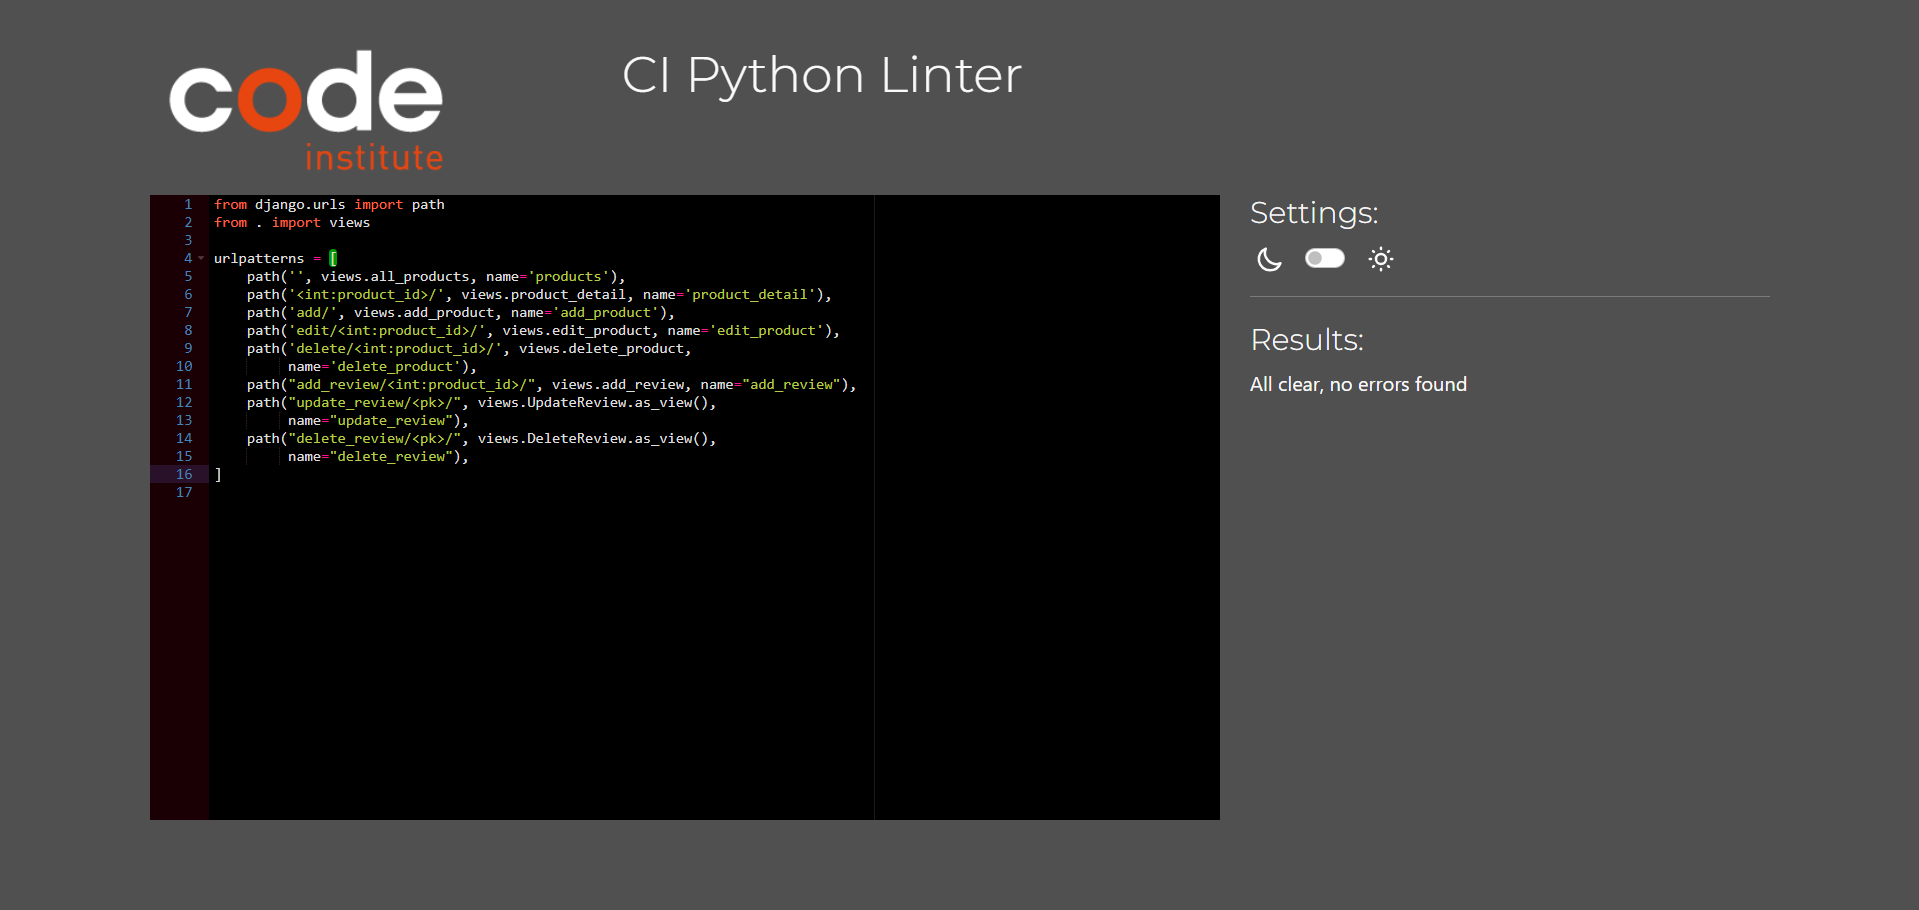 code
institute
CI Python Linter
1 from django.urls import path
2 from . import views
3
4 urlpatterns = [
5     path('', views.all_products, name='products'),
6     path('<int:product_id>/', views.product_detail, name='product_detail'),
7     path('add/', views.add_product, name='add_product'),
8     path('edit/<int:product_id>/', views.edit_product, name='edit_product'),
9     path('delete/<int:product_id>/', views.delete_product,
10          name='delete_product'),
11     path("add_review/<int:product_id>/", views.add_review, name="add_review"),
12     path("update_review/<pk>/", views.UpdateReview.as_view(),
13          name="update_review"),
14     path("delete_review/<pk>/", views.DeleteReview.as_view(),
15          name="delete_review"),
16 ]
17
Settings:
Results:
All clear, no errors found